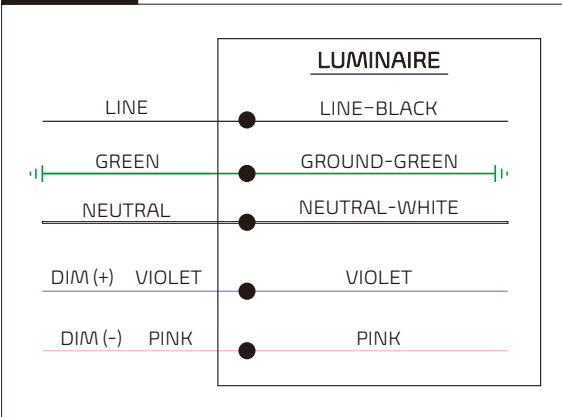 LUMINAIRE
LINE LINE-BLACK
GREEN GROUND-GREEN
NEUTRAL NEUTRAL-WHITE
DIM (+) VIOLET VIOLET
DIM (-) PINK PINK